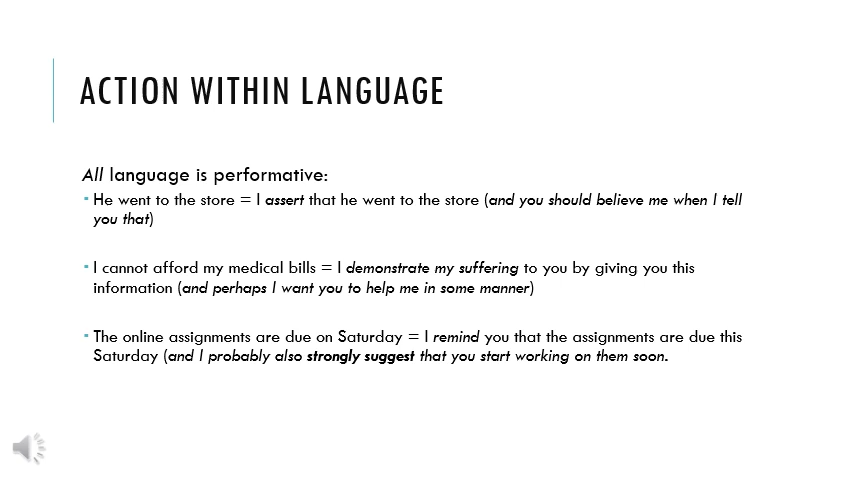 ACTION WITHIN LANGUAGE
All language is performative:
He went to the store = I assert that he went to the store (and you should believe me when I tell
you that)
I cannot afford my medical bills = I demonstrate my suffering to you by giving you this
information (and perhaps I want you to help me in some manner)
The online assignments are due on Saturday = I remind you that the assignments are due this
Saturday (and I probably also strongly suggest that you start working on them soon.